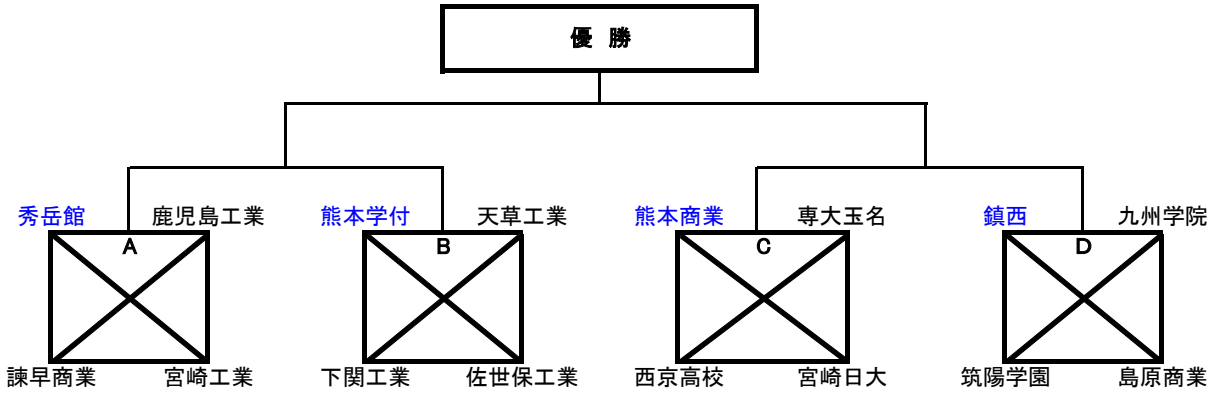 優 勝
秀岳館 鹿児島工業 熊本学付 天草工業 熊本商業 専大玉名 鎮西 九州学院
A B C D
諫早商業 宮崎工業 下関工業 佐世保工業 西京高校 宮崎日大 筑陽学園 島原商業